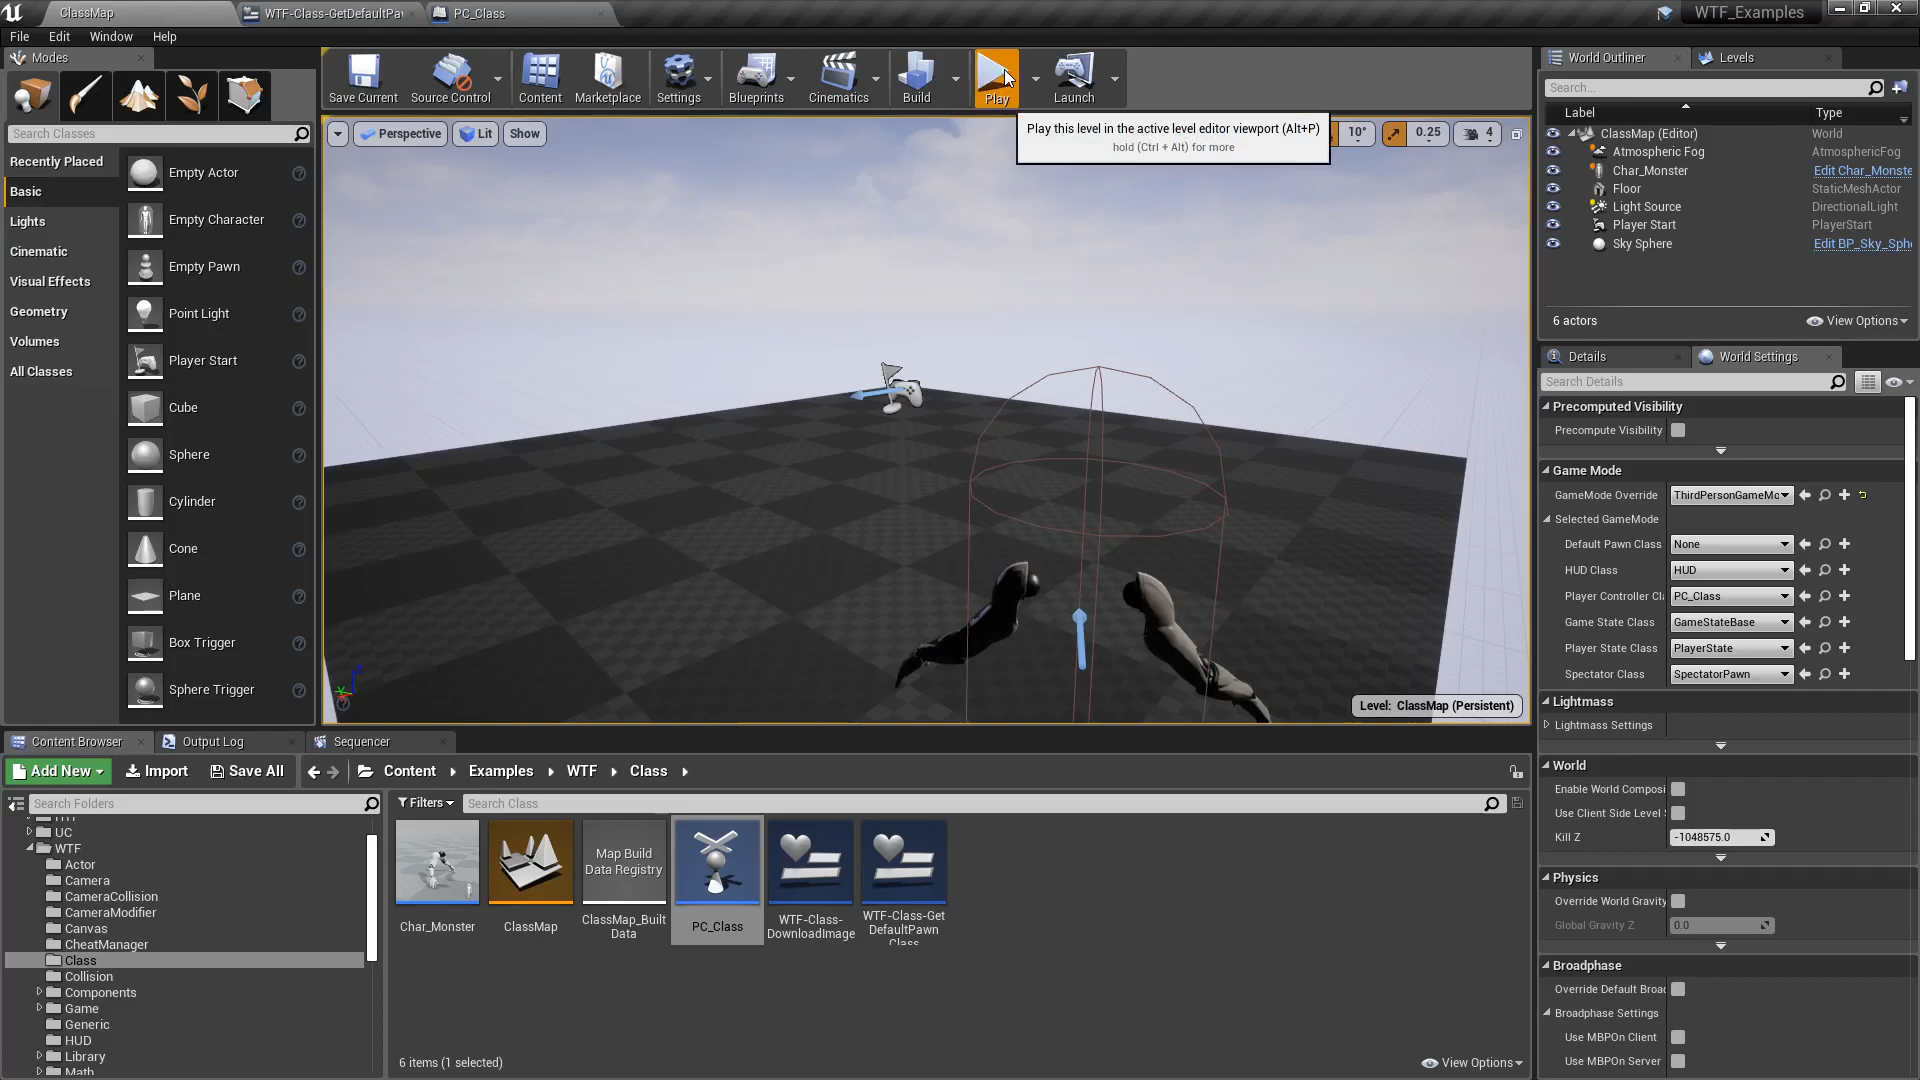 ClassMap
WTF-Class-GetDefaultPa
PC_Class
WTF_Examples
File Edit Window Help
Modes
Search Classes
Recently Placed
Basic
Lights
Cinematic
Visual Effects
Geometry
Volumes
All Classes
Empty Actor
Empty Character
Empty Pawn
Point Light
Player Start
Cube
Sphere
Cylinder
Cone
Plane
Box Trigger
Sphere Trigger
Save Current
Source Control
Content
Marketplace
Settings
Blueprints
Cinematics
Build
Play
Launch
Perspective
Lit
Show
Play this level in the active level editor viewport (Alt+P)
hold (Ctrl + Alt) for more
10°
0.25
4
Level: ClassMap (Persistent)
World Outliner
Levels
Search...
Label Type
ClassMap (Editor) World
Atmospheric Fog AtmosphericFog
Char_Monster Edit Char_Monste
Floor StaticMeshActor
Light Source DirectionalLight
Player Start PlayerStart
Sky Sphere Edit BP_Sky_Sph
6 actors
View Options
Details
World Settings
Search Details
Precomputed Visibility
Precompute Visibility
Game Mode
GameMode Override ThirdPersonGameMo
Selected GameMode
Default Pawn Class None
HUD Class HUD
Player Controller Cl PC_Class
Game State Class GameStateBase
Player State Class PlayerState
Spectator Class SpectatorPawn
Lightmass
Lightmass Settings
World
Enable World Composi
Use Client Side Level
Kill Z -1048575.0
Physics
Override World Gravity
Global Gravity Z 0.0
Broadphase
Override Default Broad
Broadphase Settings
Use MBPOn Client
Use MBPOn Server
Content Browser
Output Log
Sequencer
Add New
Import
Save All
Content
Examples
WTF
Class
Search Folders
UC
WTF
Actor
Camera
CameraCollision
CameraModifier
Canvas
CheatManager
Class
Collision
Components
Game
Generic
HUD
Library
Math
Filters
Search Class
Map Build
Data Registry
Char_Monster
ClassMap
ClassMap_Built
Data
PC_Class
WTF-Class-
DownloadImage
WTF-Class-Get
DefaultPawn
Class
6 items (1 selected)
View Options